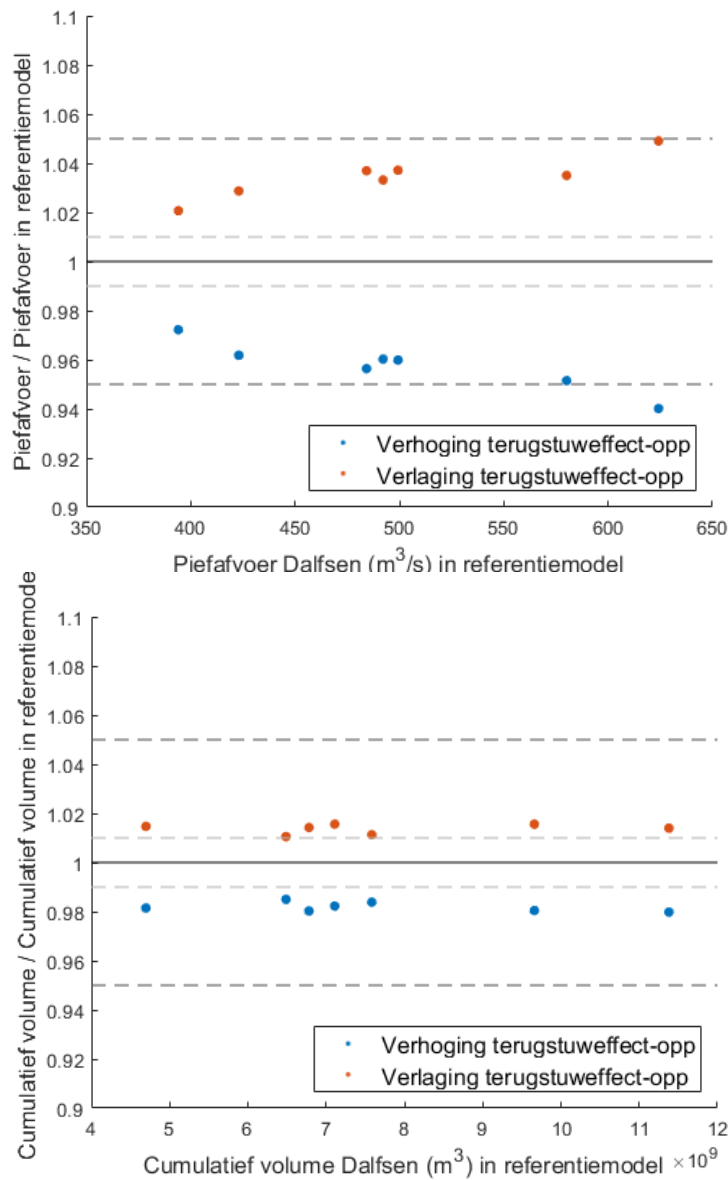 1.1
1.08
1.06
1.04
1.02
1
0.98
0.96
0.94
0.92
0.9
Piefafvoer / Piefafvoer in referentiemodel
Verhoging terugstuweffect-opp
Verlaging terugstuweffect-opp
350 400 450 500 550 600 650
Piefafvoer Dalfsen (m³/s) in referentiemodel
1.1
1.08
1.06
1.04
1.02
1
0.98
0.96
0.94
0.92
0.9
Cumulatief volume / Cumulatief volume in referentiemode
Verhoging terugstuweffect-opp
Verlaging terugstuweffect-opp
4 5 6 7 8 9 10 11 12
Cumulatief volume Dalfsen (m³) in referentiemodel ×10⁹